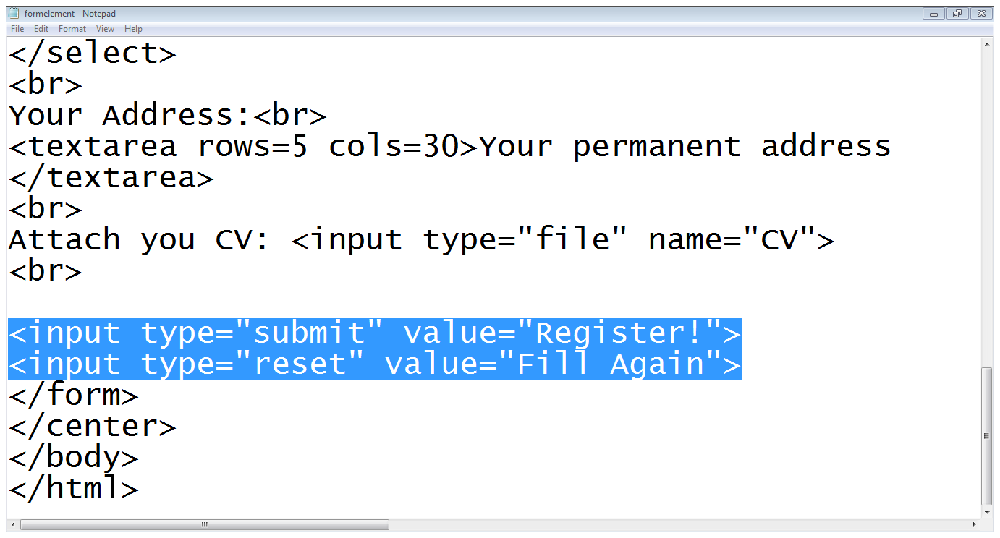 formelement - Notepad
File Edit Format View Help
</select>
<br>
Your Address:<br>
<textarea rows=5 cols=30>Your permanent address
</textarea>
<br>
Attach you CV: <input type="file" name="CV">
<br>
<input type="submit" value="Register!">
<input type="reset" value="Fill Again">
</form>
</center>
</body>
</html>